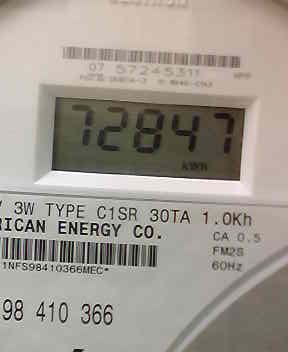 07 57245311
72847
kWH
V 3W TYPE C1SR 30TA 1.0Kh
RICAN ENERGY CO.
CA 0.5
FM2S
60Hz
1NFS98410366MEC*
98 410 366